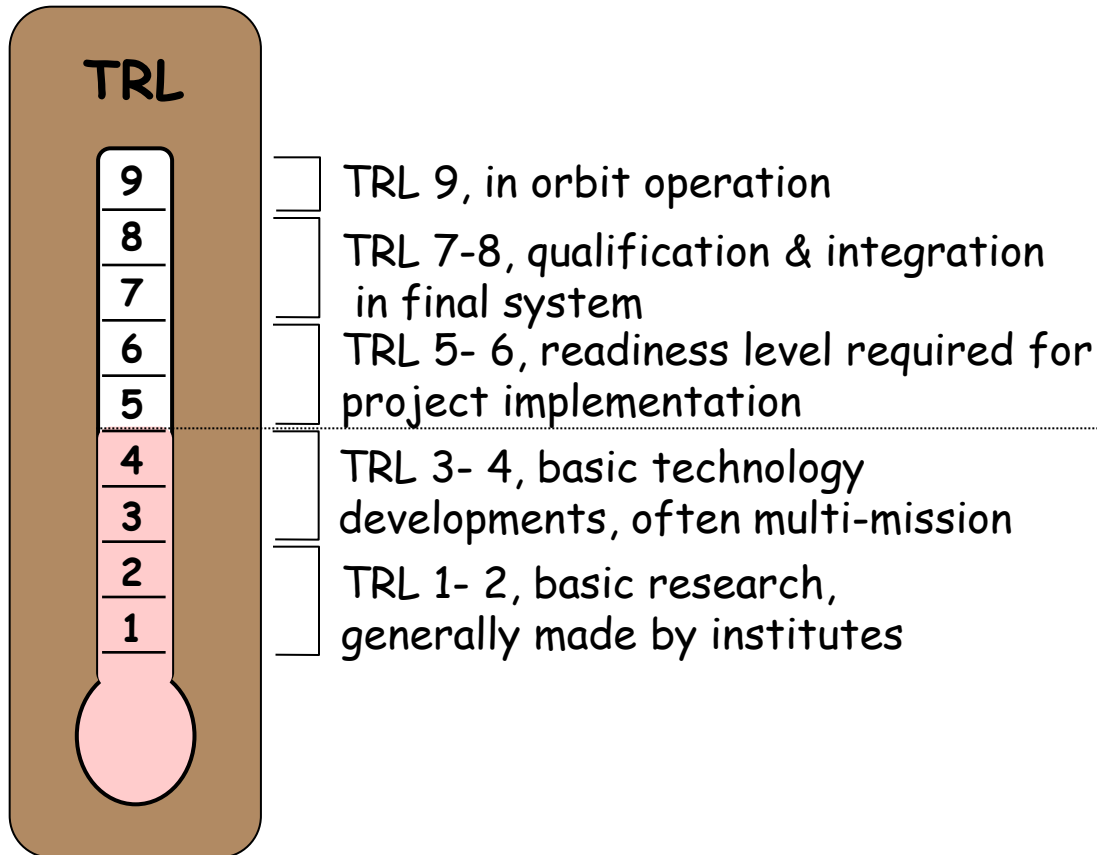 TRL
9
8
7
6
5
4
3
2
1
TRL 9, in orbit operation
TRL 7-8, qualification & integration
in final system
TRL 5- 6, readiness level required for
project implementation
TRL 3- 4, basic technology
developments, often multi-mission
TRL 1- 2, basic research,
generally made by institutes